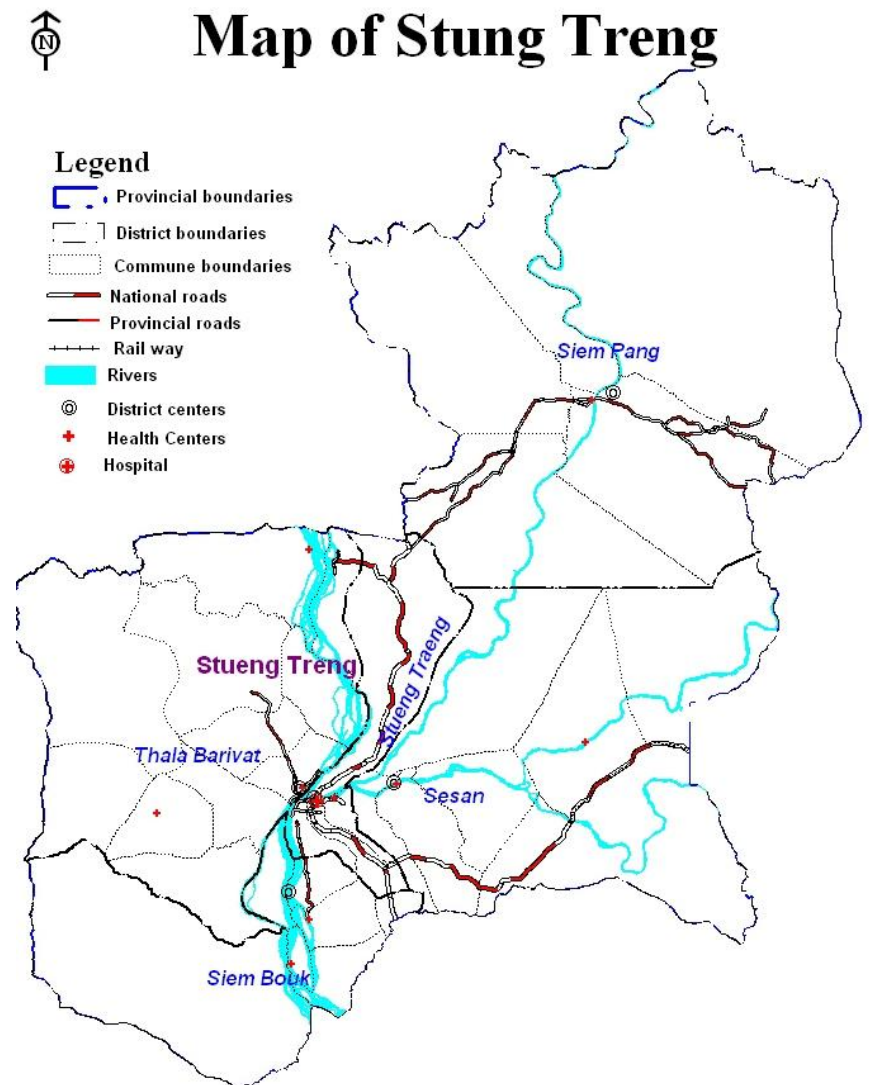 N
Map of Stung Treng
Legend
Provincial boundaries
District boundaries
Commune boundaries
National roads
Provincial roads
Rail way
Rivers
District centers
Health Centers
Hospital
Siem Pang
Stueng Treng
Stueng Traeng
Thala Barivat
Sesan
Siem Bouk